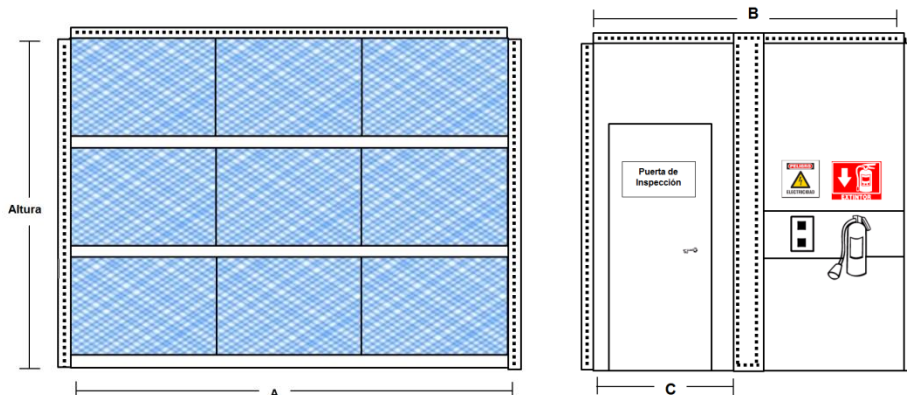 B
Altura
Puerta de
Inspección
PELIGRO
ELECTRICIDAD
EXTINTOR
A
C